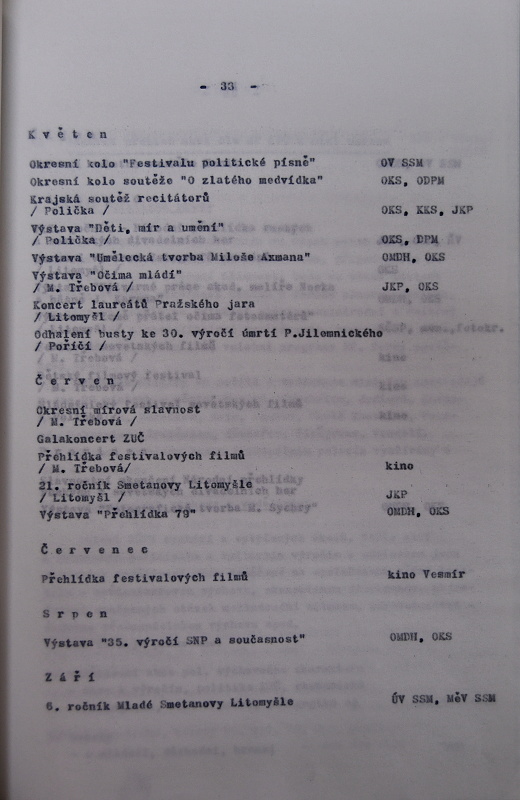 - 33 -
K v ě t e n
Okresní kolo "Festivalu politické písně" OV SSM
Okresní kolo soutěže "O zlatého medvídka" OKS, ODPM
Krajská soutěž recitátorů
/ Polička / OKS, KKS, JKP
Výstava "Děti, mír a umění"
/ Polička / OKS, DPM
Výstava "Umělecká tvorba Miloše Axmana" OMDH, OKS
Výstava "Očima mládí"
/ M. Třebová / JKP, OKS
Koncert laureátů Pražského jara
/ Litomyšl /
Odhalení busty ke 30. výročí úmrtí P.Jilemnického
/ Poříčí /
Č e r v e n
Okresní mírová slavnost
/ M. Třebová /
Galakoncert ZUČ
Přehlídka festivalových filmů
/ M. Třebová/ kino
21. ročník Smetanovy Litomyšle
/ Litomyšl / JKP
Výstava "Přehlídka 79" OMDH, OKS
Č e r v e n e c
Přehlídka festivalových filmů kino Vesmír
S r p e n
Výstava "35. výročí SNP a současnost" OMDH, OKS
Z á ř í
6. ročník Mladé Smetanovy Litomyšle ÚV SSM, MěV SSM